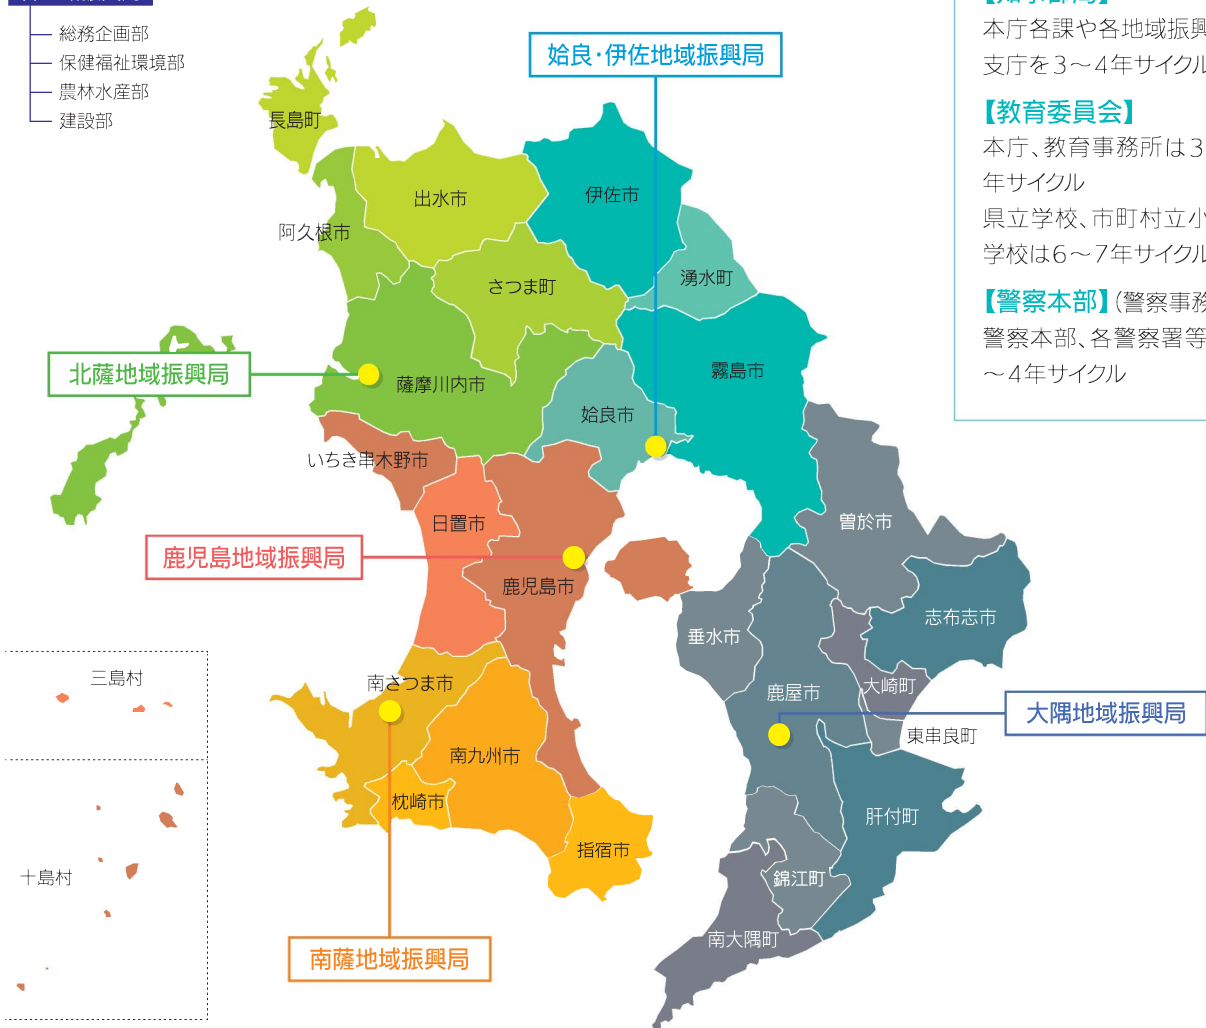 総務企画部
保健福祉環境部
農林水産部
建設部
本庁各課や各地域振興
支庁を3～4年サイクル
【教育委員会】
本庁、教育事務所は3
年サイクル
県立学校、市町村立小
学校は6～7年サイクル
【警察本部】(警察事務
警察本部、各警察署等
～4年サイクル
姶良・伊佐地域振興局
長島町
出水市
伊佐市
阿久根市
湧水町
さつま町
北薩地域振興局
薩摩川内市
霧島市
姶良市
いちき串木野市
日置市
曽於市
鹿児島地域振興局
鹿児島市
志布志市
垂水市
三島村
南さつま市
鹿屋市
大崎町
大隅地域振興局
東串良町
南九州市
枕崎市
肝付町
指宿市
十島村
錦江町
南大隅町
南薩地域振興局